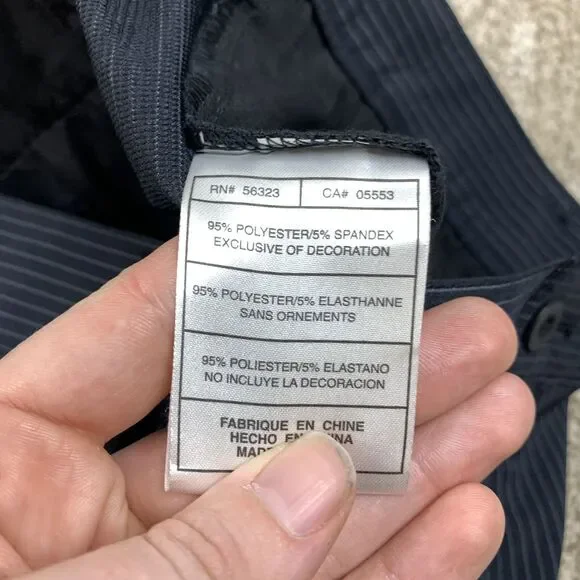 RN# 56323 CA# 05553
95% POLYESTER/5% SPANDEX
EXCLUSIVE OF DECORATION
95% POLYESTER/5% ELASTHANNE
SANS ORNEMENTS
95% POLIESTER/5% ELASTANO
NO INCLUYE LA DECORACION
FABRIQUE EN CHINE
HECHO EN